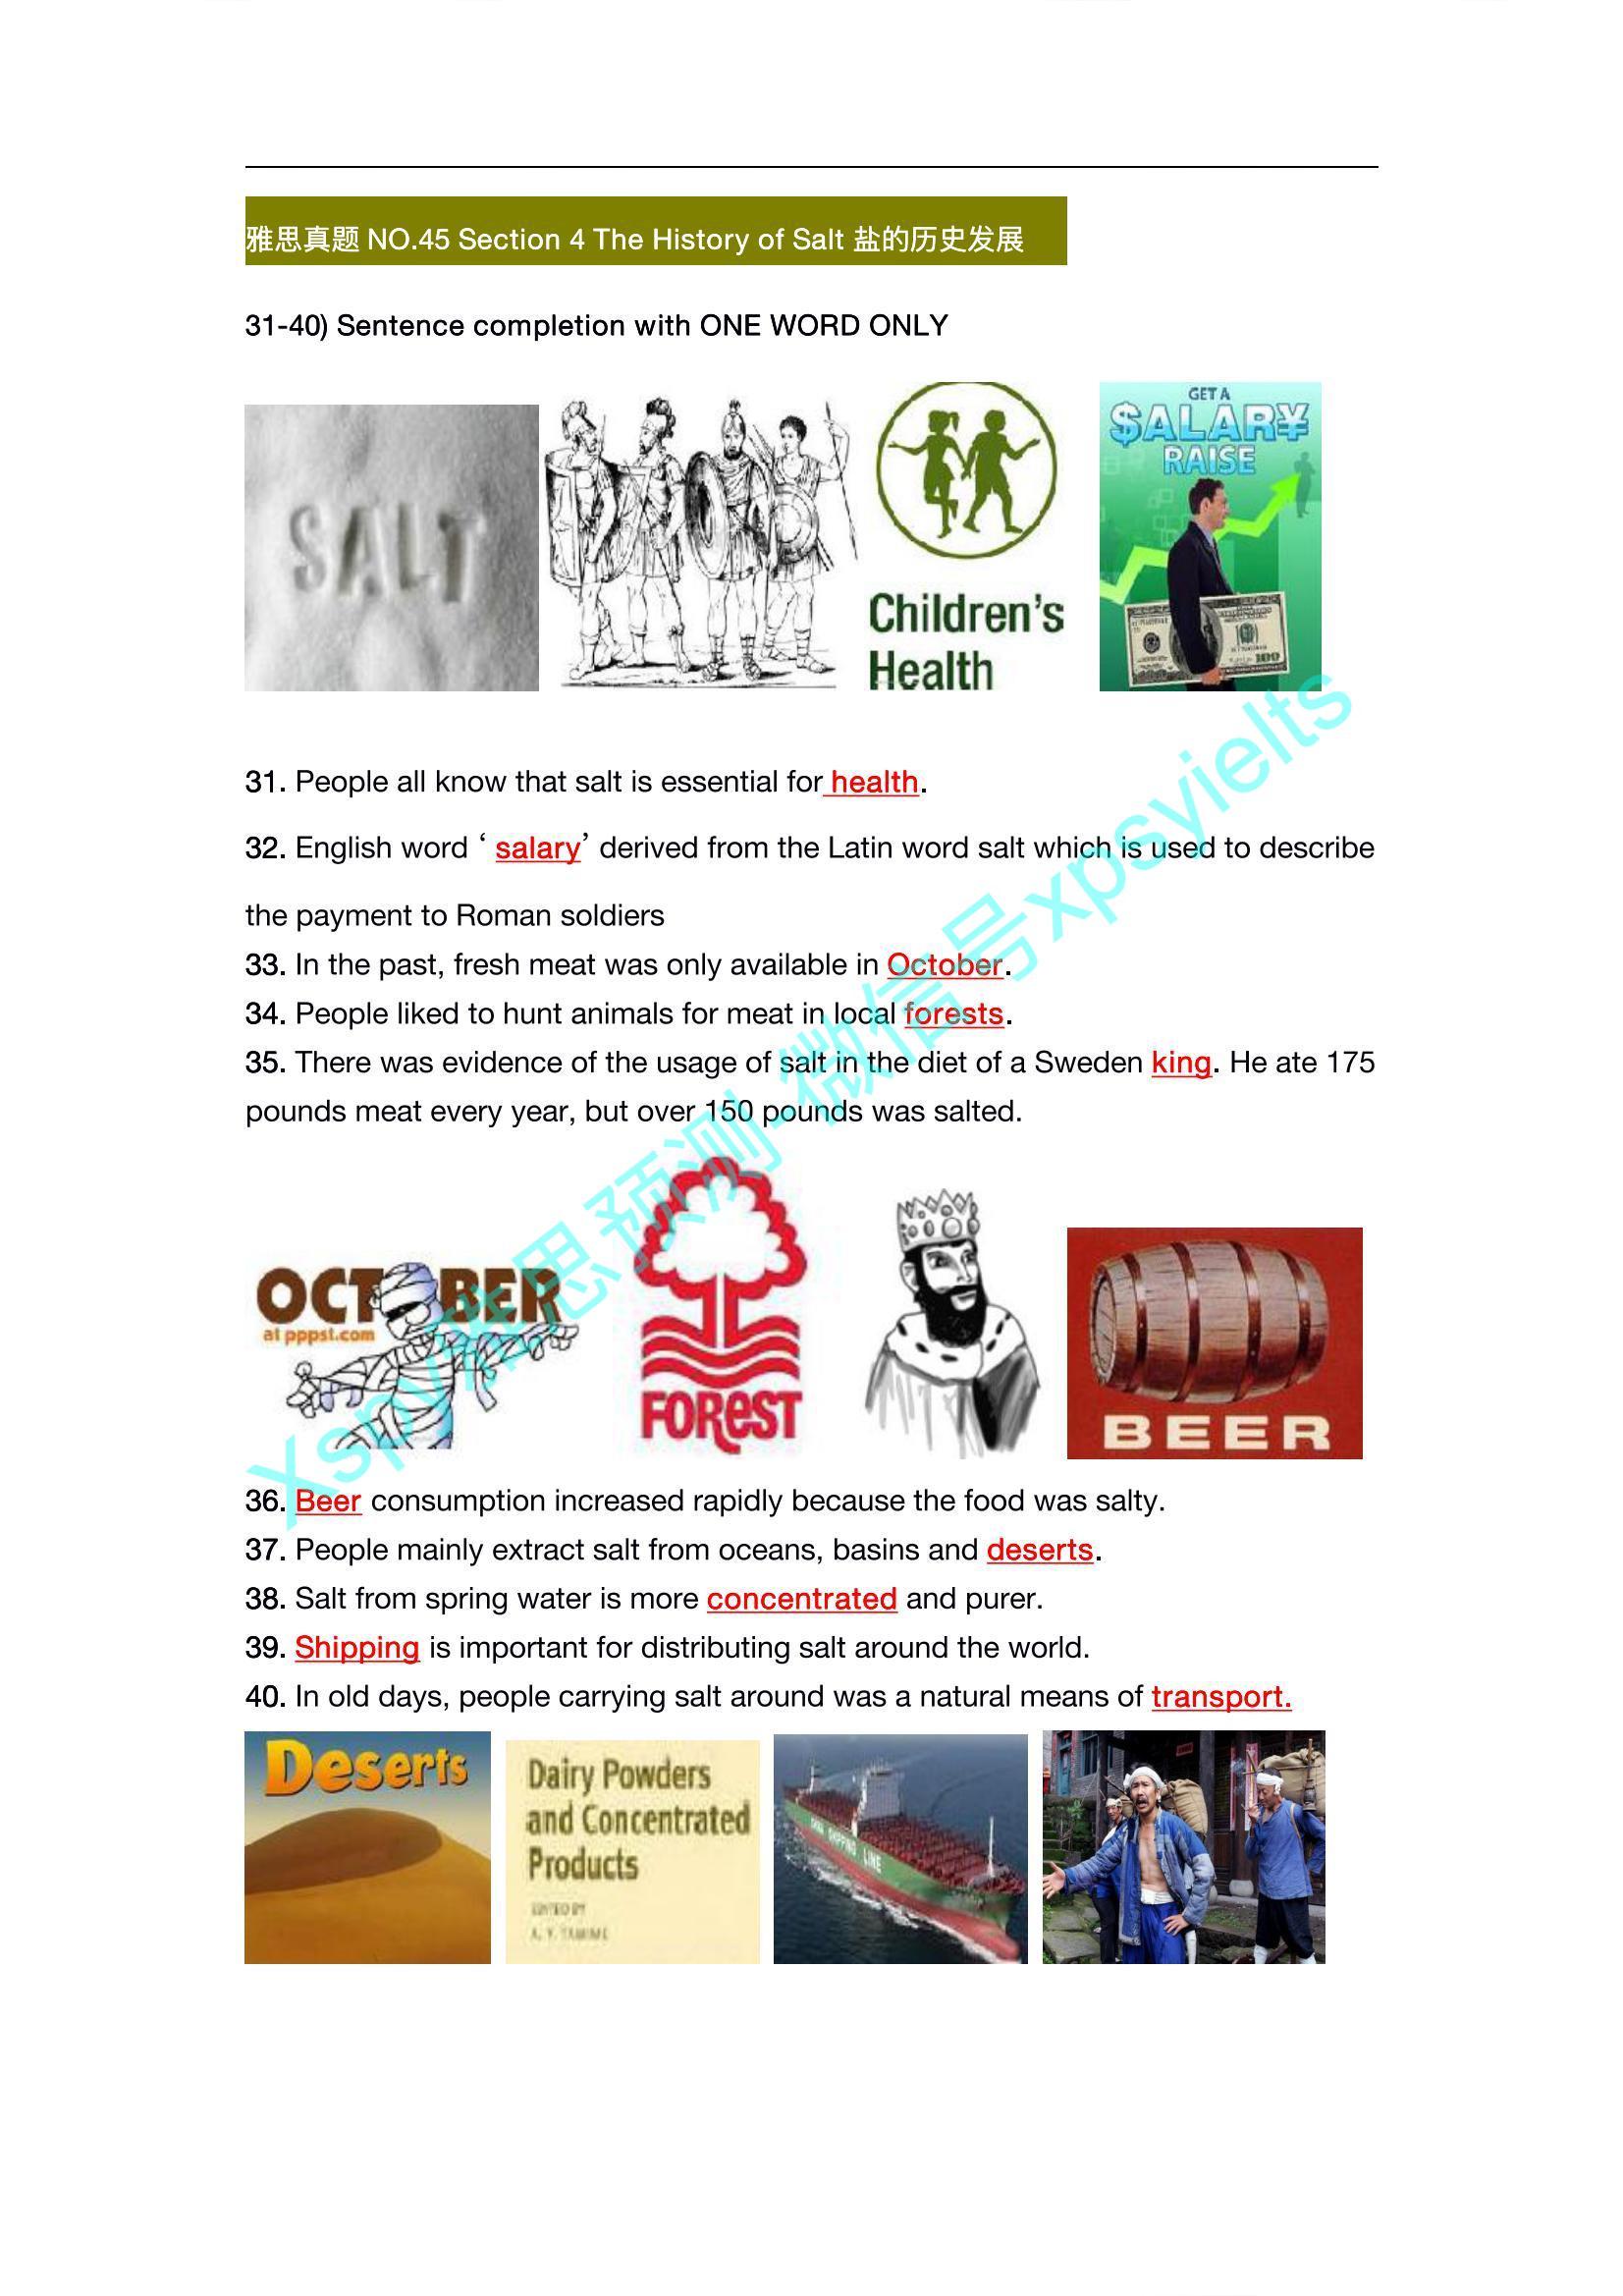 雅思真题 NO.45 Section 4 The History of Salt 盐的历史发展
31-40) Sentence completion with ONE WORD ONLY
SALT
Children's
Health
GET A
$ALAR¥
RAISE
100
31. People all know that salt is essential for health.
32. English word ‘ salary’ derived from the Latin word salt which is used to describe
the payment to Roman soldiers
33. In the past, fresh meat was only available in October.
34. People liked to hunt animals for meat in local forests.
35. There was evidence of the usage of salt in the diet of a Sweden king. He ate 175
pounds meat every year, but over 150 pounds was salted.
OCTOBER
at pppst.com
FOREST
BEER
36. Beer consumption increased rapidly because the food was salty.
37. People mainly extract salt from oceans, basins and deserts.
38. Salt from spring water is more concentrated and purer.
39. Shipping is important for distributing salt around the world.
40. In old days, people carrying salt around was a natural means of transport.
Deserts
Dairy Powders
and Concentrated
Products
EDITED BY
SHIPPING LINE
Xspy雅思预测-微信号xpsyielts